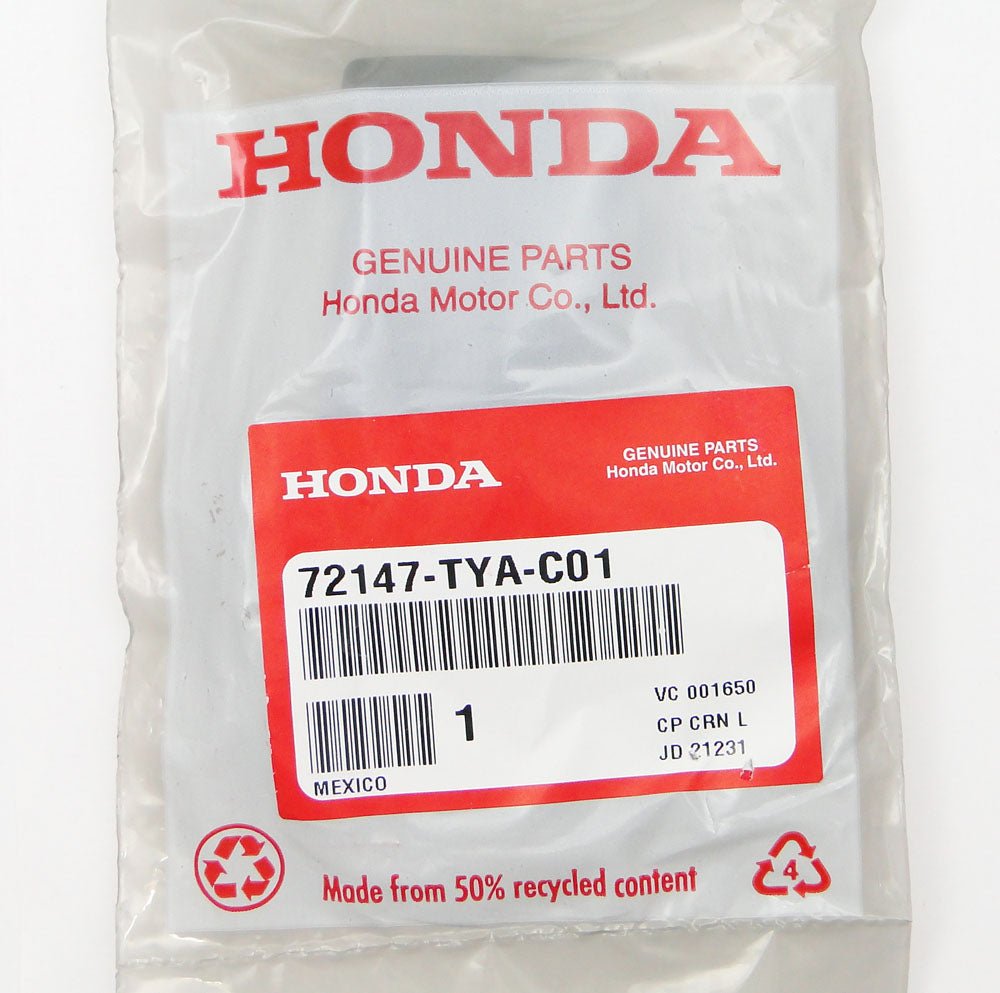 HONDA
GENUINE PARTS
Honda Motor Co., Ltd.
HONDA
GENUINE PARTS
Honda Motor Co., Ltd.
72147-TYA-C01
1
VC 001650
CP CRN L
JD 21231
MEXICO
Made from 50% recycled content
4